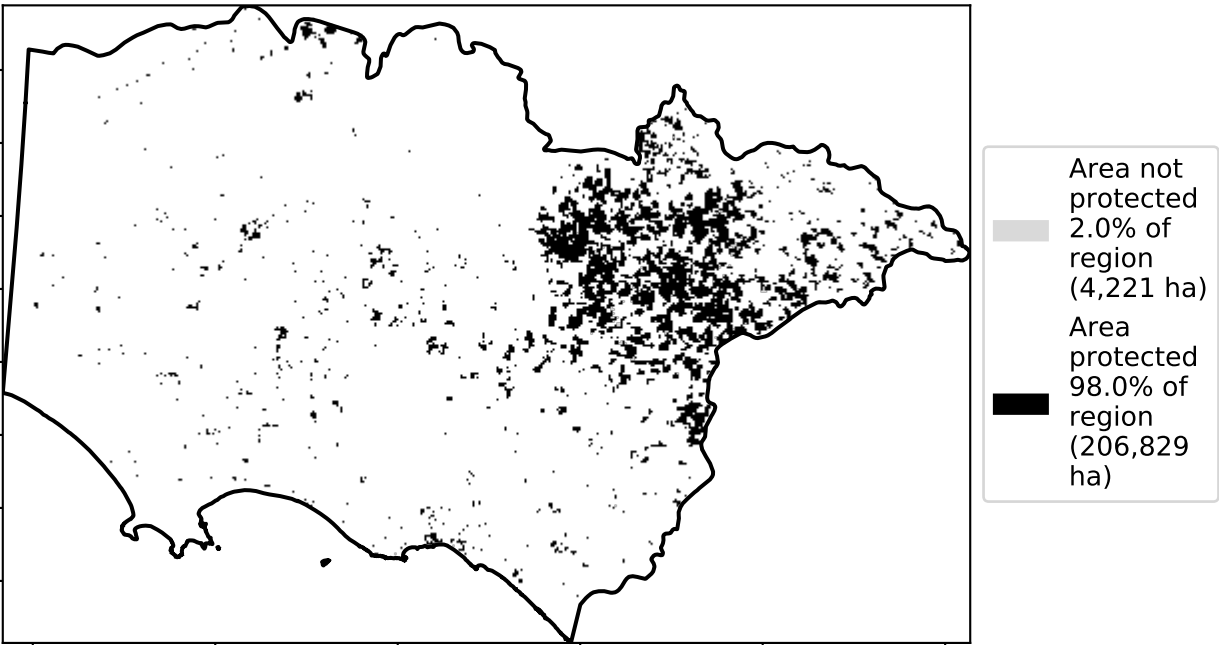 Area not
protected
2.0% of
region
(4,221 ha)
Area
protected
98.0% of
region
(206,829
ha)